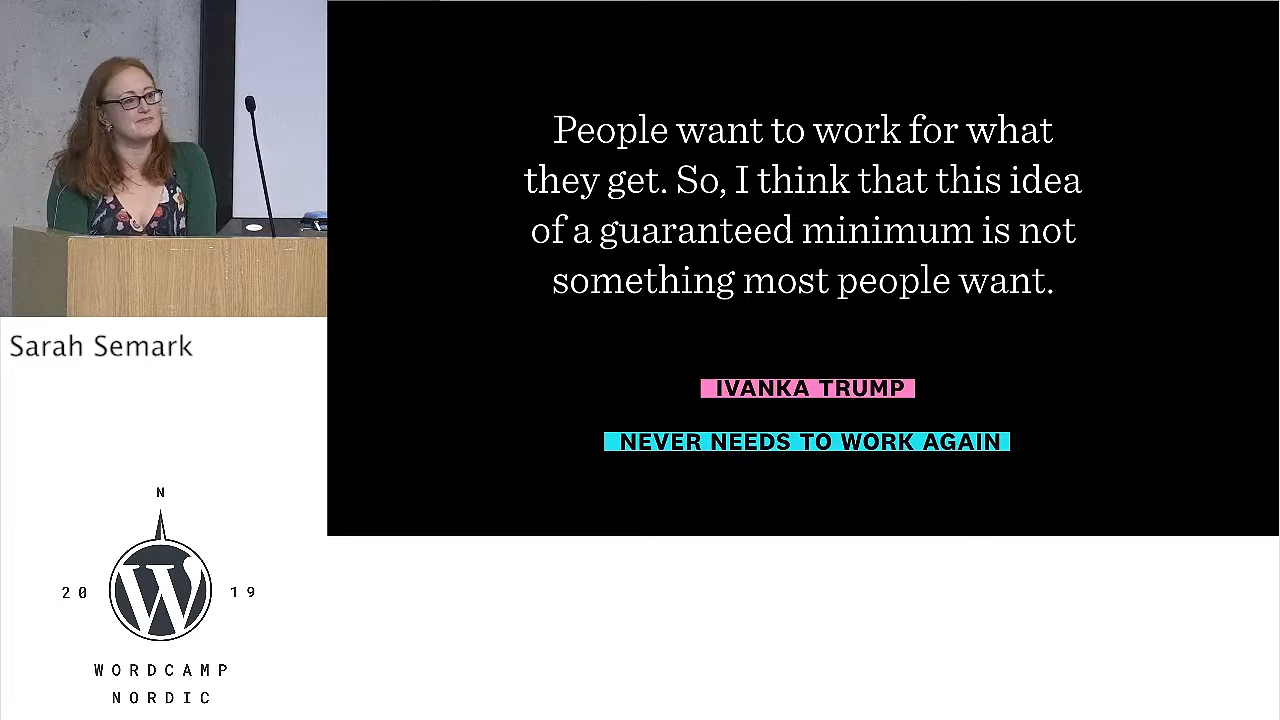 People want to work for what
they get. So, I think that this idea
of a guaranteed minimum is not
something most people want.
IVANKA TRUMP
NEVER NEEDS TO WORK AGAIN
Sarah Semark
N
20 19
WORDCAMP
NORDIC